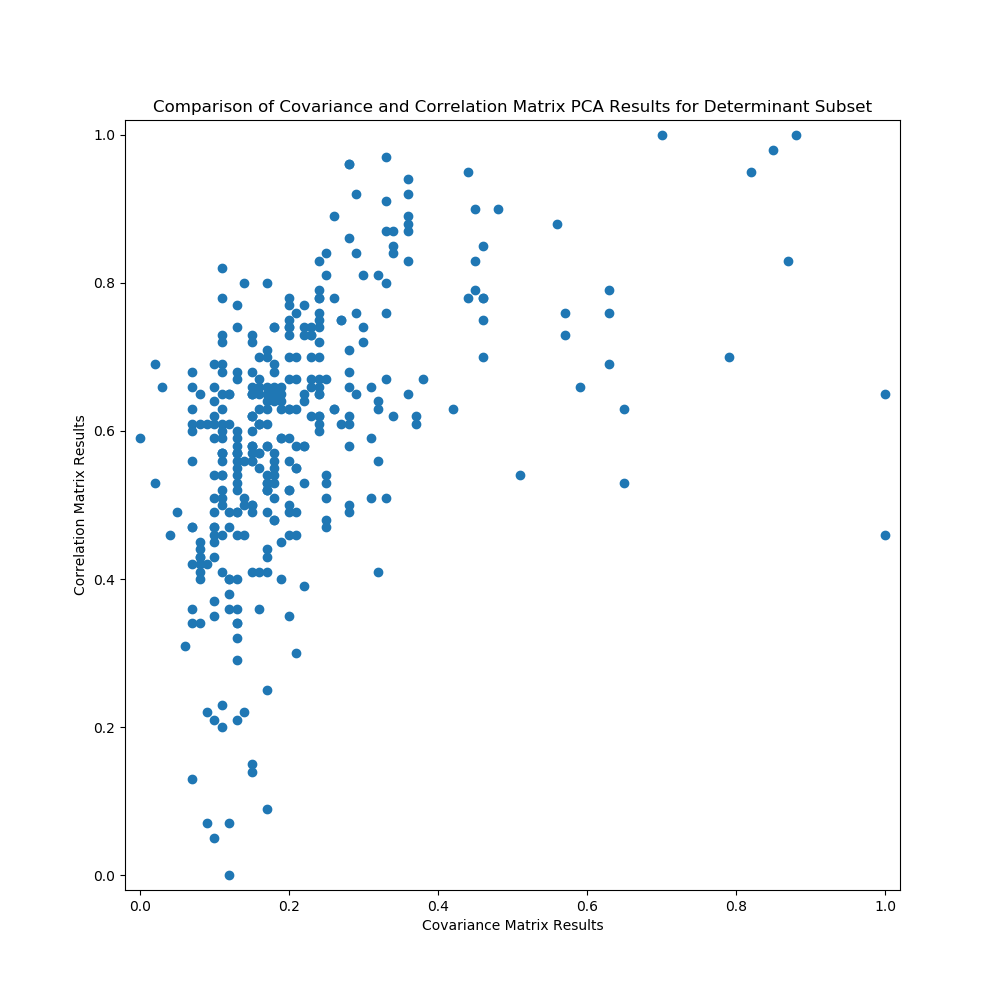 Comparison of Covariance and Correlation Matrix PCA Results for Determinant Subset
1.0
0.8
0.6
0.4
0.2
0.0
Correlation Matrix Results
0.0 0.2 0.4 0.6 0.8 1.0
Covariance Matrix Results